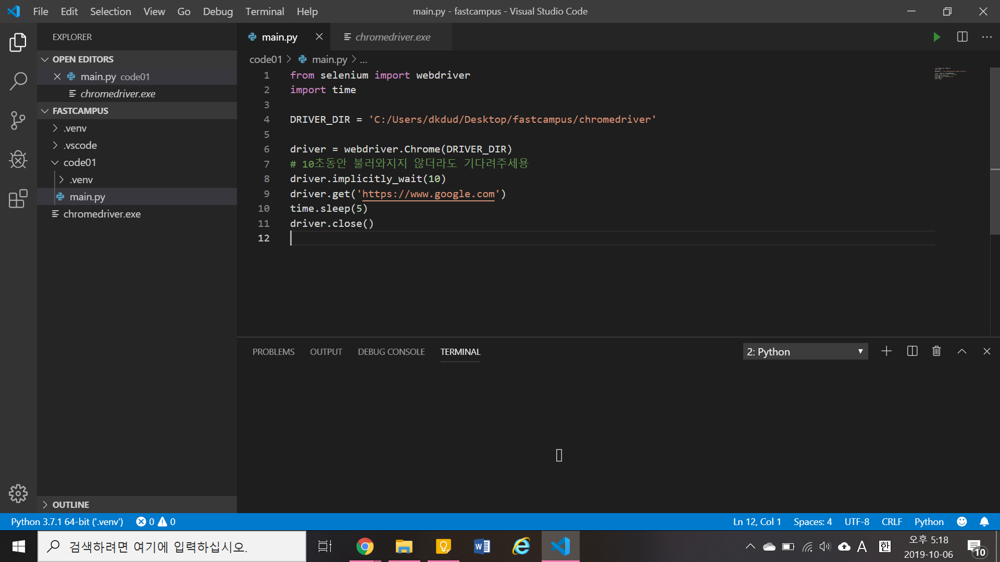 File Edit Selection View Go Debug Terminal Help
main.py - fastcampus - Visual Studio Code
EXPLORER
OPEN EDITORS
main.py code01
chromedriver.exe
FASTCAMPUS
.venv
.vscode
code01
.venv
main.py
chromedriver.exe
OUTLINE
main.py chromedriver.exe
code01 > main.py > ...
1 from selenium import webdriver
2 import time
3
4 DRIVER_DIR = 'C:/Users/dkdud/Desktop/fastcampus/chromedriver'
5
6 driver = webdriver.Chrome(DRIVER_DIR)
7 # 10초동안 불러와지지 않더라도 기다려주세용
8 driver.implicitly_wait(10)
9 driver.get('https://www.google.com')
10 time.sleep(5)
11 driver.close()
12
PROBLEMS OUTPUT DEBUG CONSOLE TERMINAL
2: Python
Python 3.7.1 64-bit ('.venv') 0 0
Ln 12, Col 1 Spaces: 4 UTF-8 CRLF Python
검색하려면 여기에 입력하십시오.
A 한
오후 5:18
2019-10-06
10